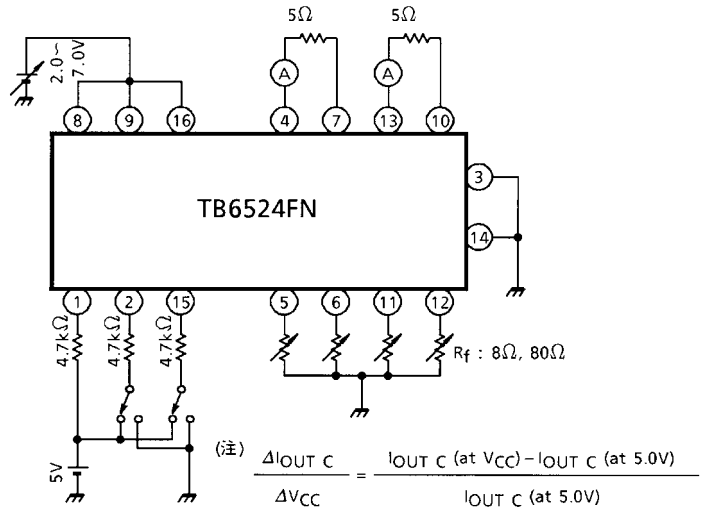 5Ω 5Ω
2.0～
7.0V
A A
8 9 16 4 7 13 10
3
TB6524FN
14
1 2 15 5 6 11 12
4.7kΩ 4.7kΩ 4.7kΩ
Rf : 8Ω, 80Ω
5V
(注) ΔIOUT C / ΔVCC = IOUT C (at VCC) − IOUT C (at 5.0V) / IOUT C (at 5.0V)